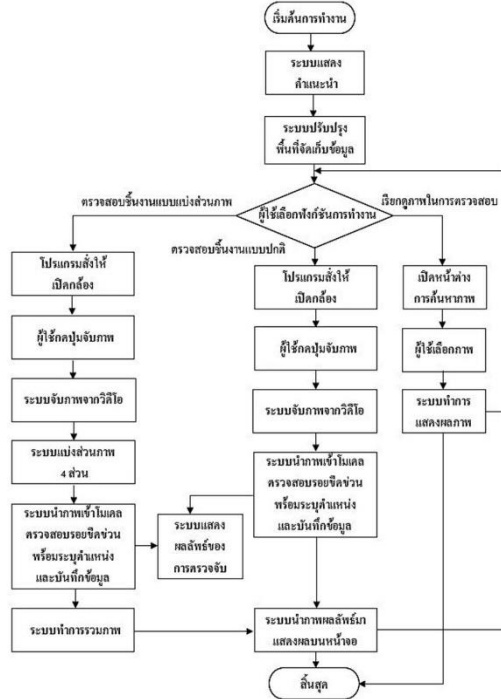 เริ่มต้นการทำงาน
ระบบแสดง
คำแนะนำ
ระบบปรับปรุง
พื้นที่จัดเก็บข้อมูล
ผู้ใช้เลือกฟังก์ชันการทำงาน
ตรวจสอบชิ้นงานแบบแบ่งส่วนภาพ
โปรแกรมสั่งให้
เปิดกล้อง
ผู้ใช้กดปุ่มจับภาพ
ระบบจับภาพจากวิดีโอ
ระบบแบ่งส่วนภาพ
4 ส่วน
ระบบนำภาพเข้าโมเดล
ตรวจสอบรอยขีดข่วน
พร้อมระบุตำแหน่ง
และบันทึกข้อมูล
ระบบทำการรวมภาพ
ตรวจสอบชิ้นงานแบบปกติ
โปรแกรมสั่งให้
เปิดกล้อง
ผู้ใช้กดปุ่มจับภาพ
ระบบจับภาพจากวิดีโอ
ระบบนำภาพเข้าโมเดล
ตรวจสอบรอยขีดข่วน
พร้อมระบุตำแหน่ง
และบันทึกข้อมูล
ระบบแสดง
ผลลัพธ์ของ
การตรวจจับ
เรียกดูภาพในการตรวจสอบ
เปิดหน้าต่าง
การค้นหาภาพ
ผู้ใช้เลือกภาพ
ระบบทำการ
แสดงผลภาพ
ระบบนำภาพผลลัพธ์มา
แสดงผลบนหน้าจอ
สิ้นสุด